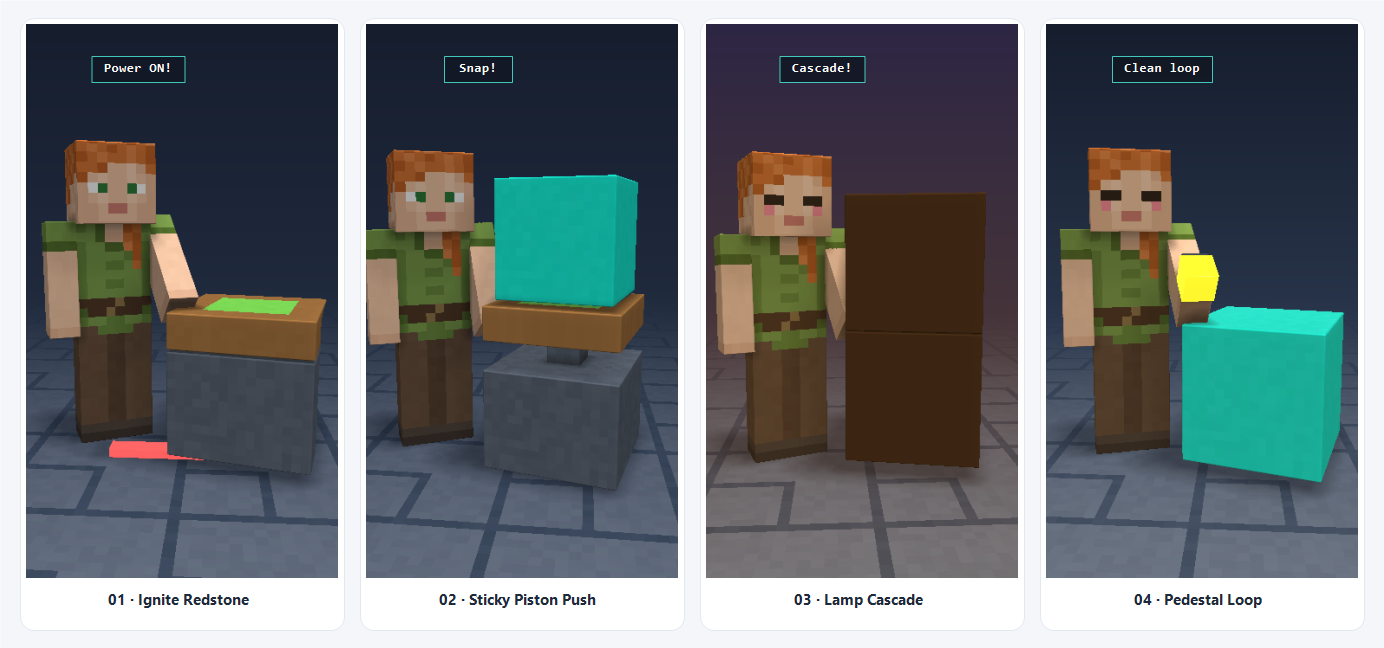 Power ON!
Snap!
Cascade!
Clean loop
01 · Ignite Redstone
02 · Sticky Piston Push
03 · Lamp Cascade
04 · Pedestal Loop